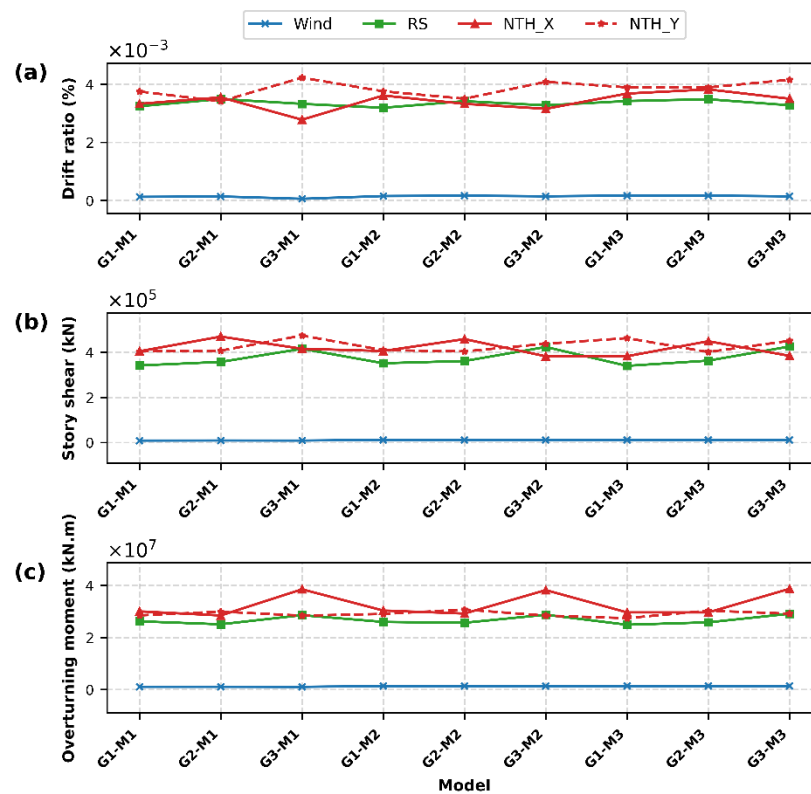 Wind RS NTH_X NTH_Y
(a)
×10⁻³
Drift ratio (%)
4
2
0
G1-M1 G2-M1 G3-M1 G1-M2 G2-M2 G3-M2 G1-M3 G2-M3 G3-M3
(b)
×10⁵
Story shear (kN)
4
2
0
G1-M1 G2-M1 G3-M1 G1-M2 G2-M2 G3-M2 G1-M3 G2-M3 G3-M3
(c)
×10⁷
Overturning moment (kN.m)
4
2
0
G1-M1 G2-M1 G3-M1 G1-M2 G2-M2 G3-M2 G1-M3 G2-M3 G3-M3
Model